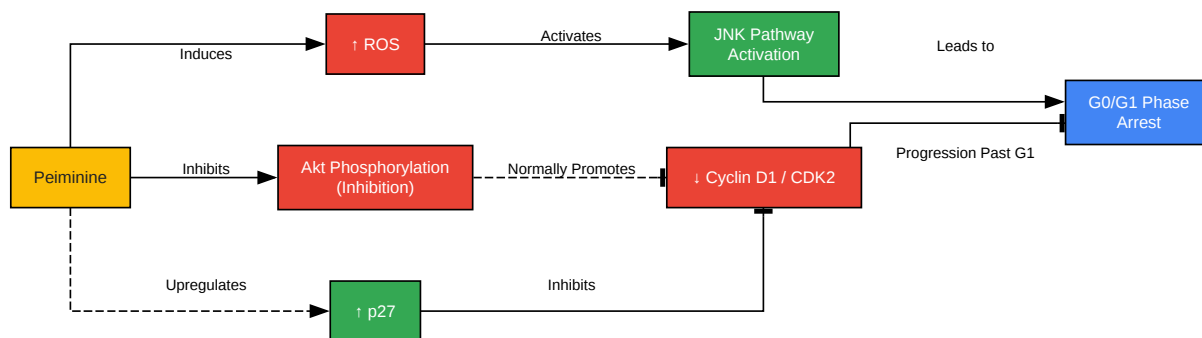 JNK Pathway
Activation
Leads to
Induces
↑ ROS
Activates
G0/G1 Phase
Arrest
Progression Past G1
Peiminine
Inhibits
Akt Phosphorylation
(Inhibition)
Normally Promotes
↓ Cyclin D1 / CDK2
Upregulates
↑ p27
Inhibits